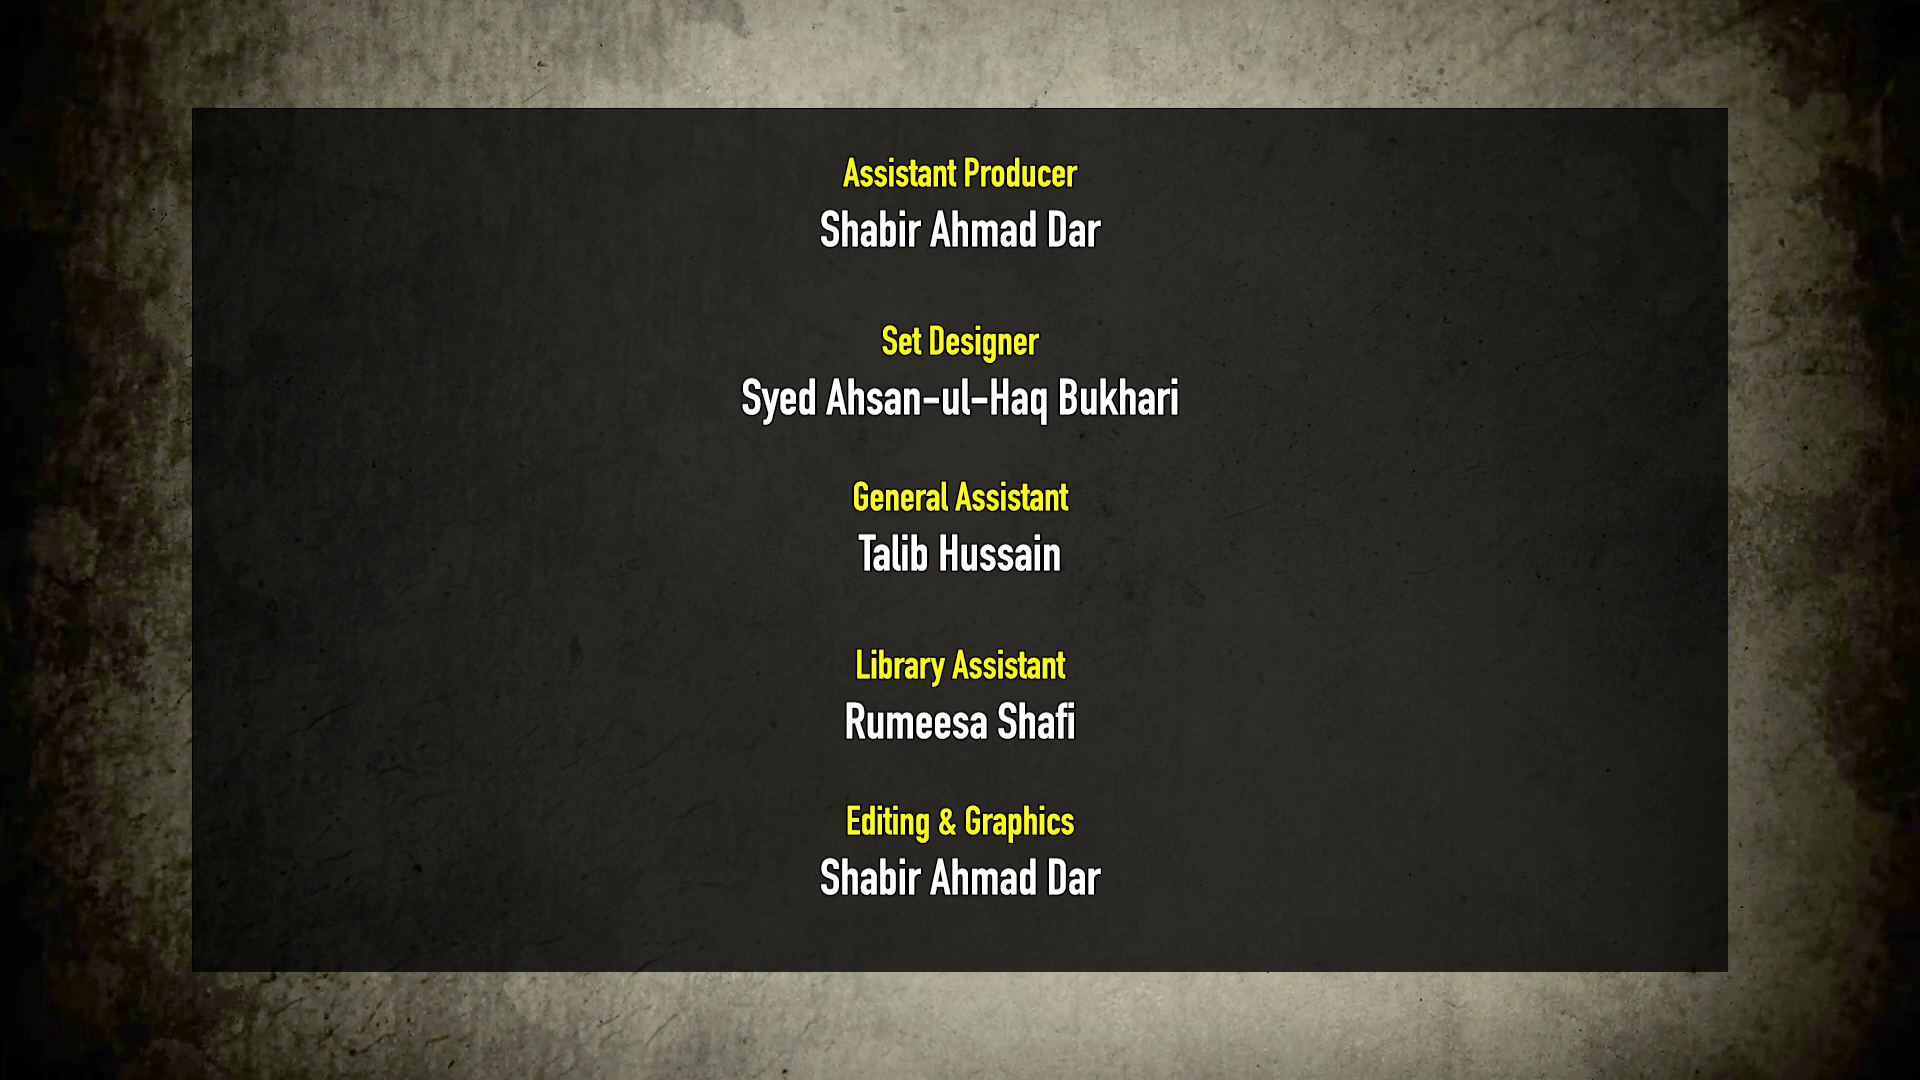 Assistant Producer
Shabir Ahmad Dar
Set Designer
Syed Ahsan-ul-Haq Bukhari
General Assistant
Talib Hussain
Library Assistant
Rumeesa Shafi
Editing & Graphics
Shabir Ahmad Dar